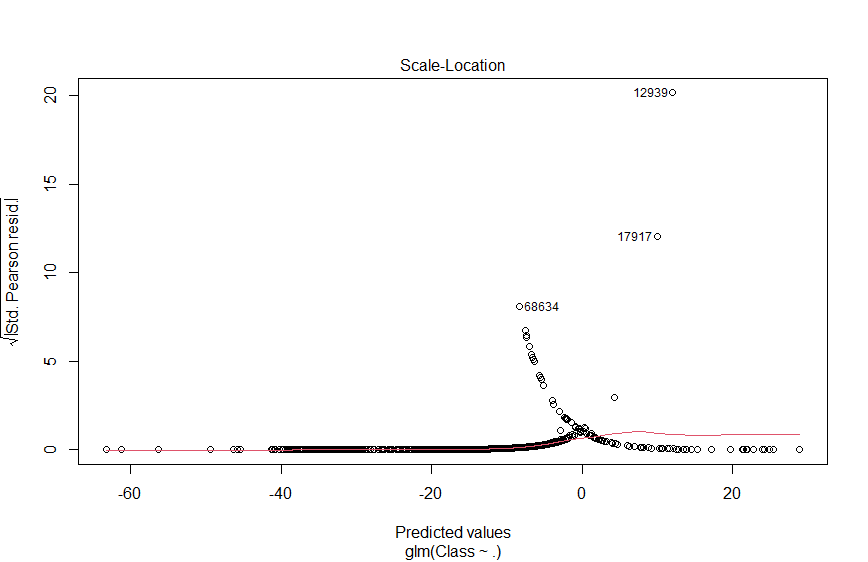 Scale-Location
√|Std. Pearson resid.|
20
15
10
5
0
12939
17917
68634
-60 -40 -20 0 20
Predicted values
glm(Class ~ .)